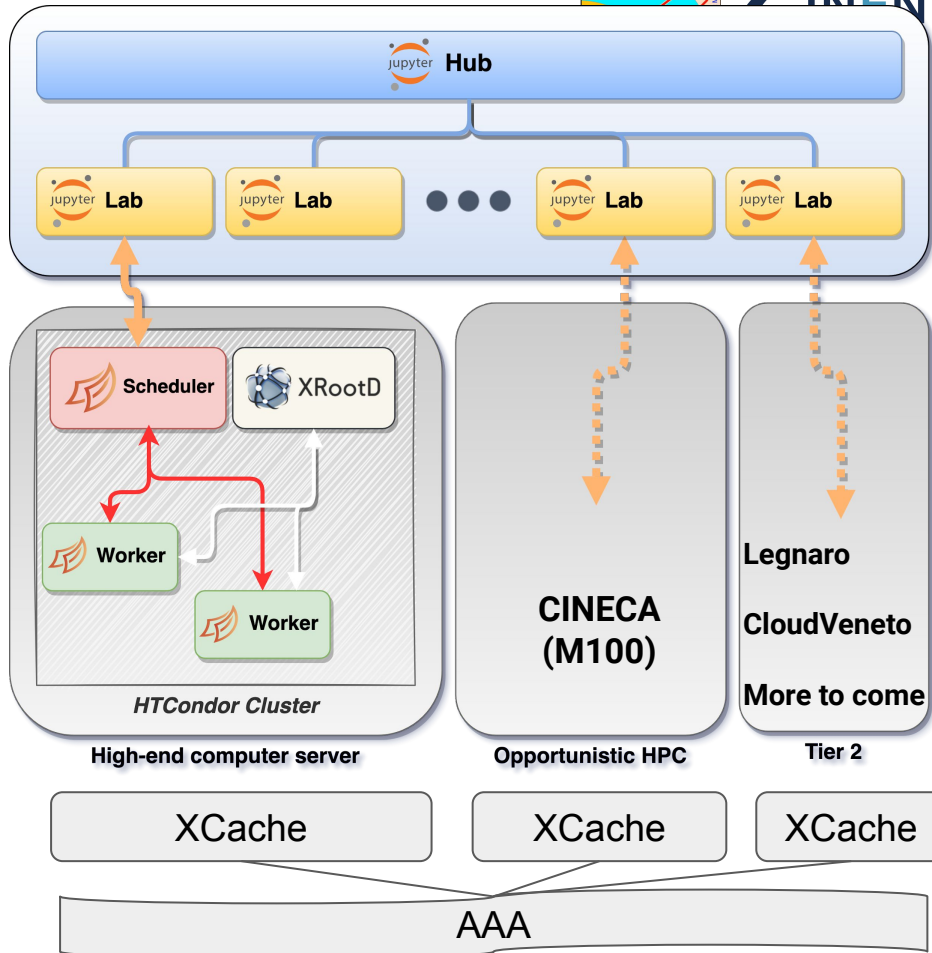 jupyter Hub
jupyter Lab
jupyter Lab
jupyter Lab
jupyter Lab
Scheduler
XRootD
Worker
Worker
HTCondor Cluster
High-end computer server
CINECA
(M100)
Opportunistic HPC
Legnaro
CloudVeneto
More to come
Tier 2
XCache
XCache
XCache
AAA